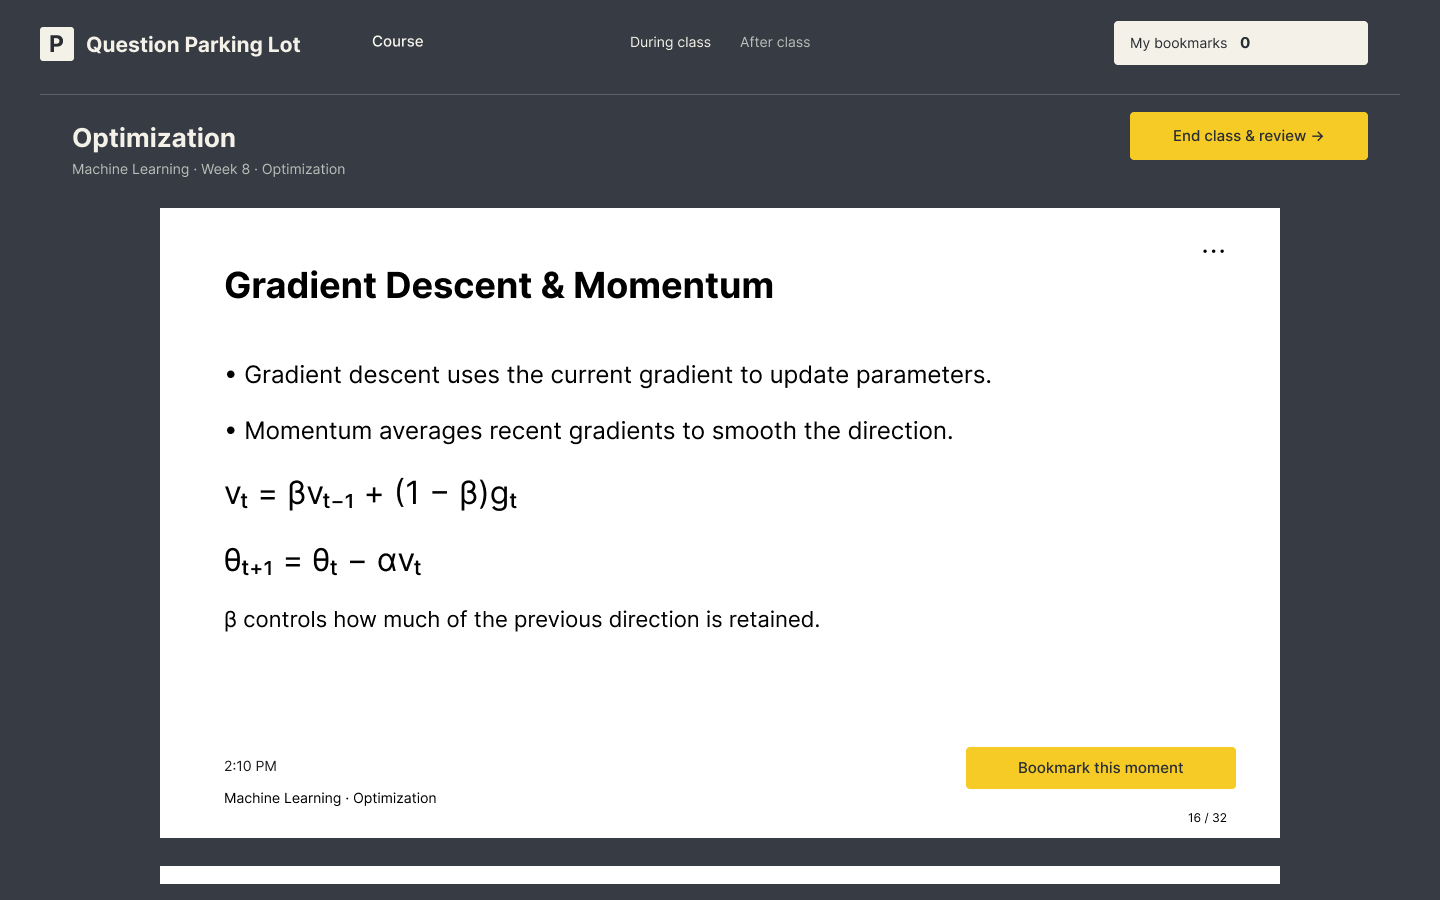 P Question Parking Lot
Course
During class
After class
My bookmarks 0
Optimization
Machine Learning · Week 8 · Optimization
End class & review →
...
Gradient Descent & Momentum
• Gradient descent uses the current gradient to update parameters.
• Momentum averages recent gradients to smooth the direction.
vₜ = βvₜ₋₁ + (1 − β)gₜ
θₜ₊₁ = θₜ − αvₜ
β controls how much of the previous direction is retained.
2:10 PM
Bookmark this moment
Machine Learning · Optimization
16 / 32